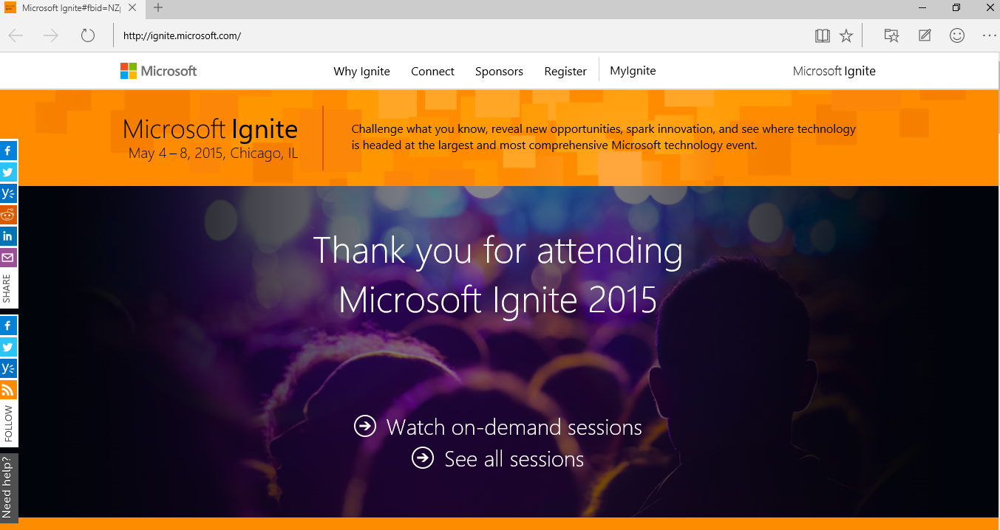 Microsoft Ignite#fbid=NZ
http://ignite.microsoft.com/
Microsoft
Why Ignite
Connect
Sponsors
Register
MyIgnite
Microsoft Ignite
Microsoft Ignite
May 4 – 8, 2015, Chicago, IL
Challenge what you know, reveal new opportunities, spark innovation, and see where technology
is headed at the largest and most comprehensive Microsoft technology event.
SHARE
FOLLOW
Need help?
Thank you for attending
Microsoft Ignite 2015
Watch on-demand sessions
See all sessions